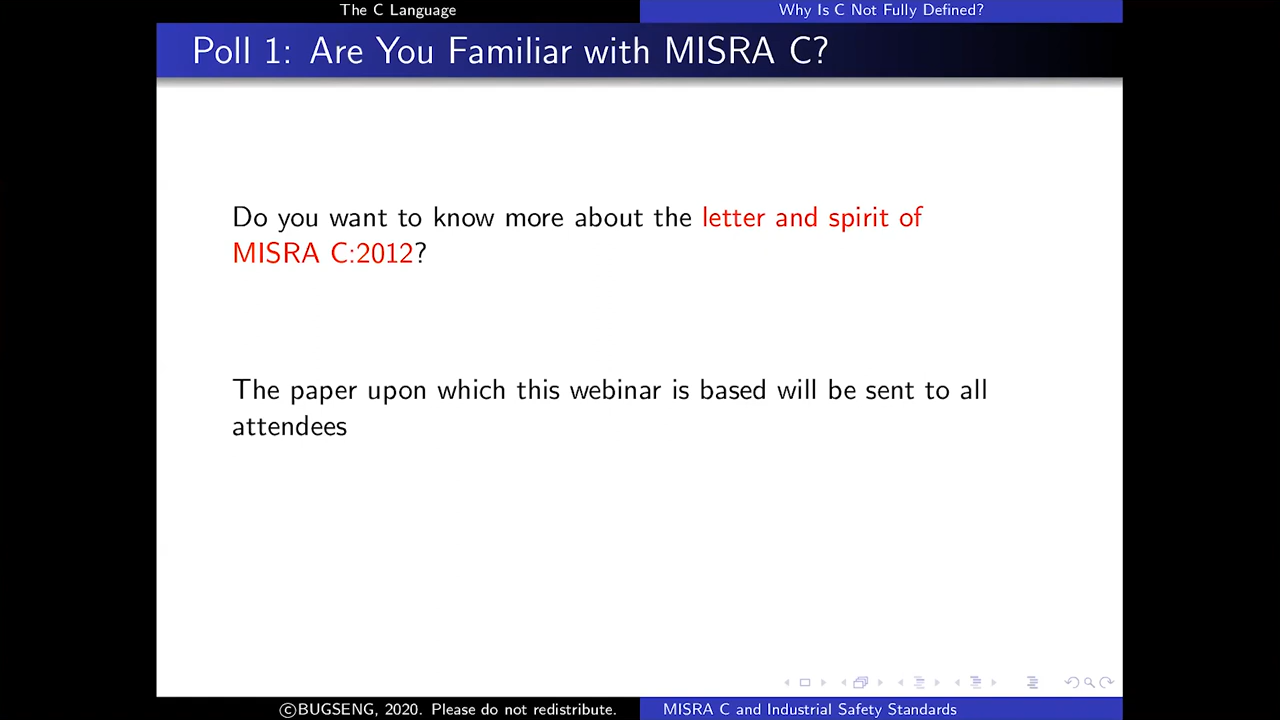 The C Language
Why Is C Not Fully Defined?
Poll 1: Are You Familiar with MISRA C?
Do you want to know more about the letter and spirit of
MISRA C:2012?
The paper upon which this webinar is based will be sent to all
attendees
©BUGSENG, 2020. Please do not redistribute.
MISRA C and Industrial Safety Standards